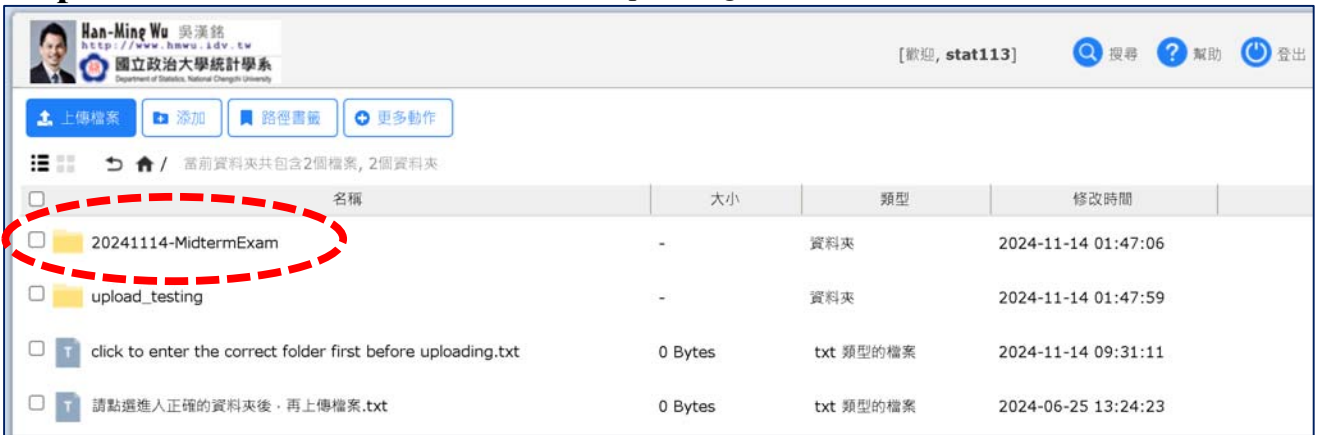 Han-Ming Wu 吳漢銘
http://www.hmwu.idv.tw
國立政治大學統計學系
Department of Statistics, National Chengchi University
[歡迎, stat113] 搜尋 幫助 登出
上傳檔案 添加 路徑書籤 更多動作
/ 當前資料夾共包含2個檔案, 2個資料夾
名稱 大小 類型 修改時間
20241114-MidtermExam - 資料夾 2024-11-14 01:47:06
upload_testing - 資料夾 2024-11-14 01:47:59
click to enter the correct folder first before uploading.txt 0 Bytes txt 類型的檔案 2024-11-14 09:31:11
請點選進入正確的資料夾後，再上傳檔案.txt 0 Bytes txt 類型的檔案 2024-06-25 13:24:23